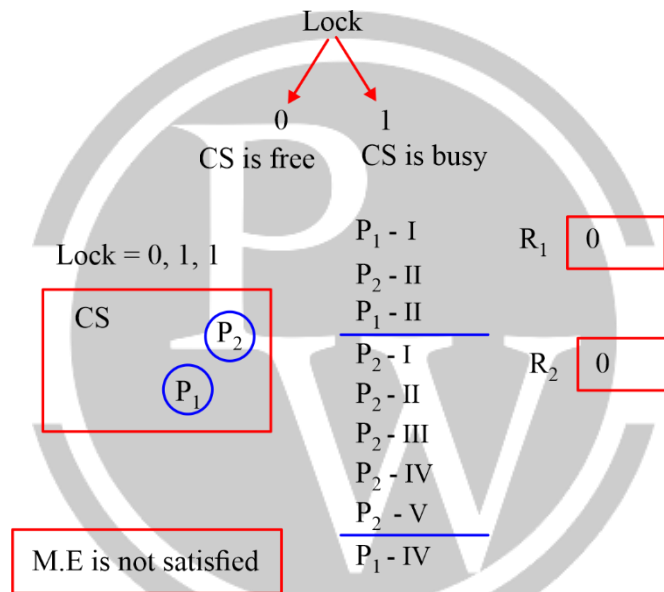 Lock
0 1
CS is free CS is busy
Lock = 0, 1, 1
CS
P₂
P₁
M.E is not satisfied
P₁ - I
P₂ - II
P₁ - II
P₂ - I
P₂ - II
P₂ - III
P₂ - IV
P₂ - V
P₁ - IV
R₁ 0
R₂ 0
PW